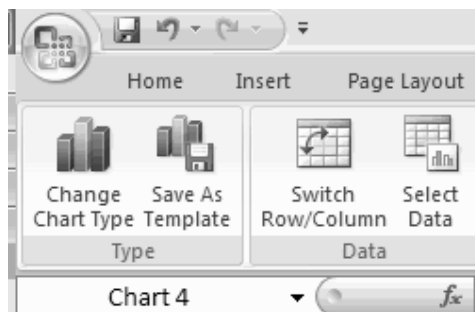 Home Insert Page Layout
Change Save As Switch Select
Chart Type Template Row/Column Data
Type Data
Chart 4 fx